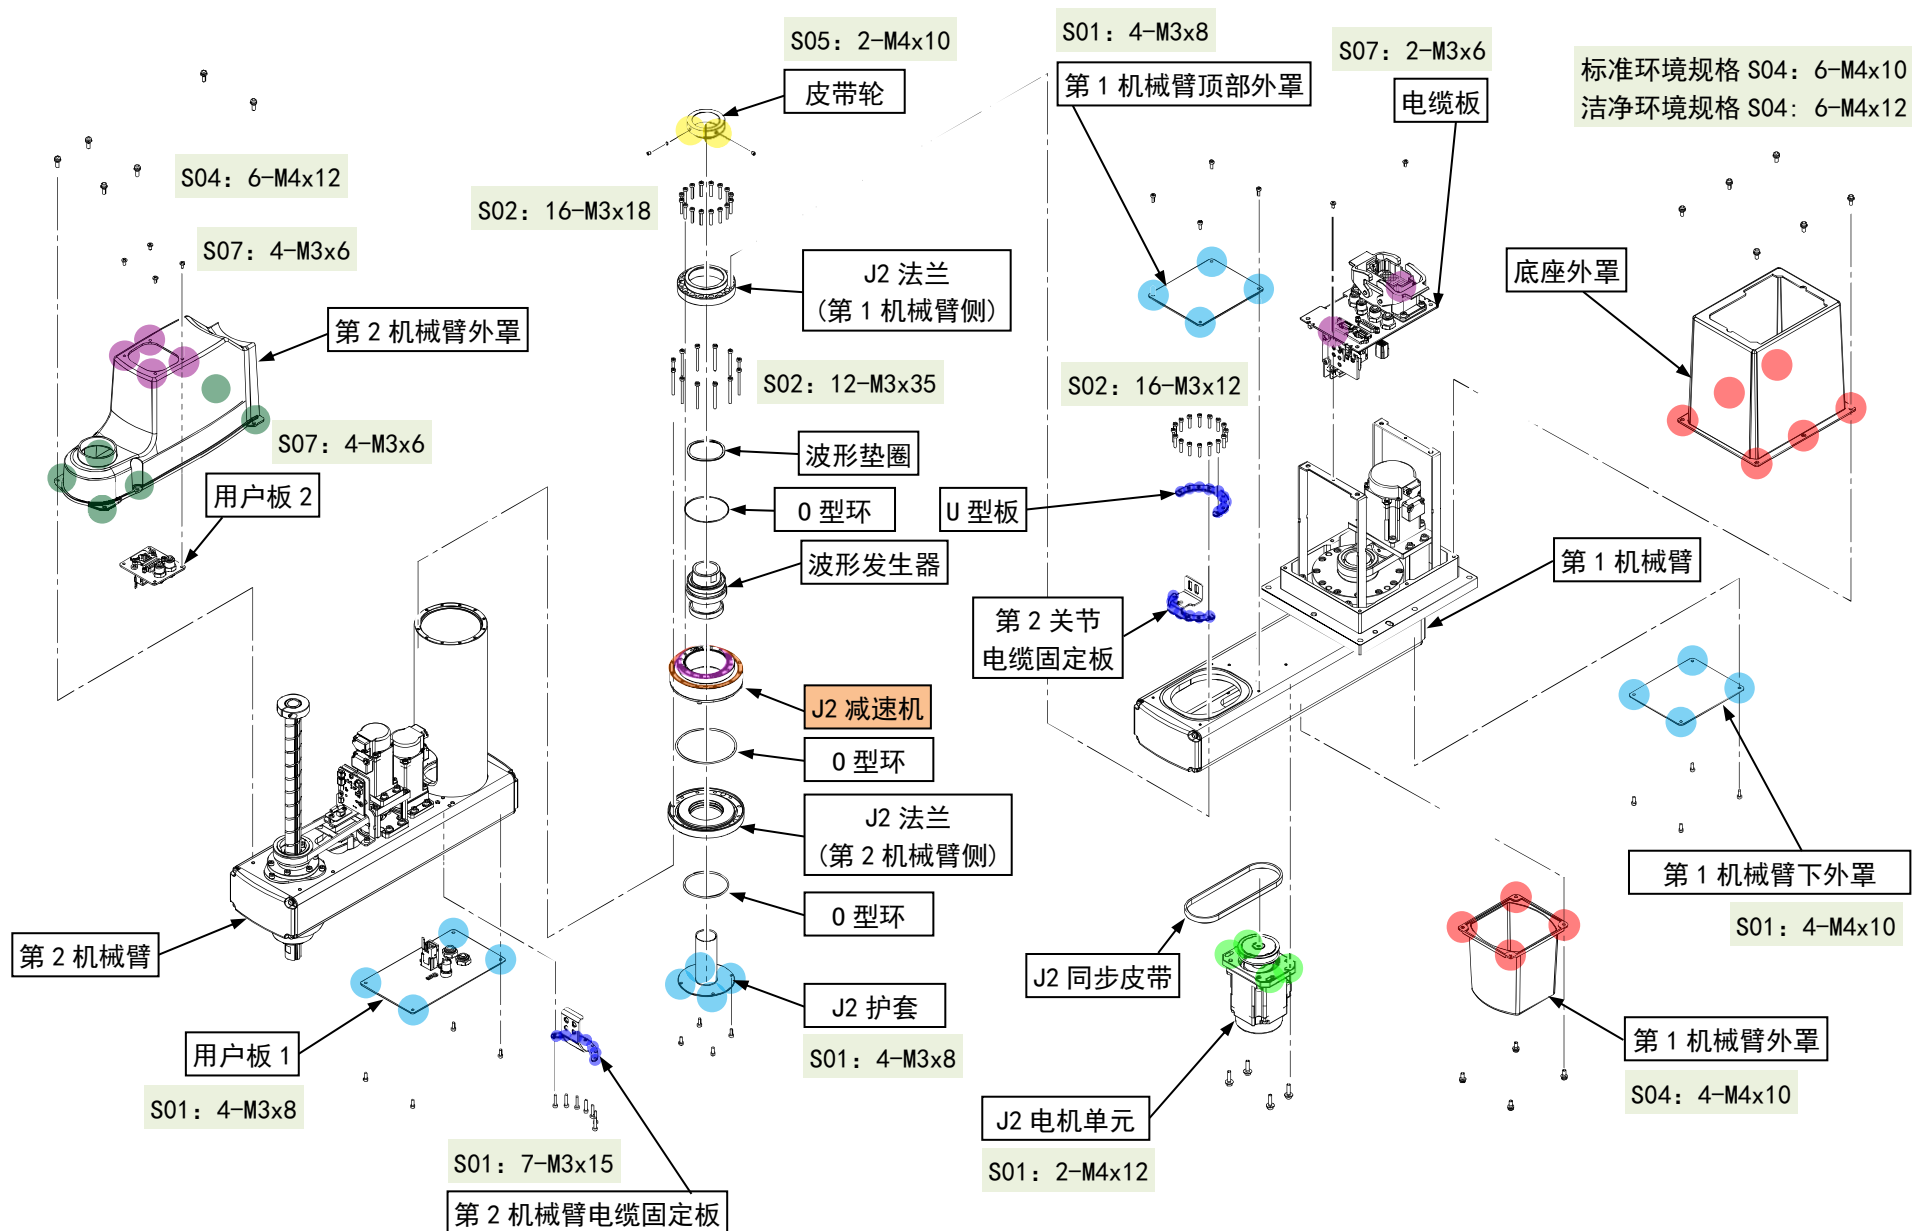 S05: 2-M4x10
皮带轮
S01: 4-M3x8
第 1 机械臂顶部外罩
S07: 2-M3x6
电缆板
标准环境规格 S04: 6-M4x10
洁净环境规格 S04: 6-M4x12
S04: 6-M4x12
S07: 4-M3x6
第 2 机械臂外罩
S07: 4-M3x6
用户板 2
S02: 16-M3x18
J2 法兰
(第 1 机械臂侧)
S02: 12-M3x35
波形垫圈
O 型环
波形发生器
J2 减速机
O 型环
J2 法兰
(第 2 机械臂侧)
O 型环
J2 护套
S01: 4-M3x8
底座外罩
S02: 16-M3x12
U 型板
第 2 关节
电缆固定板
第 1 机械臂
第 1 机械臂下外罩
S01: 4-M4x10
J2 同步皮带
J2 电机单元
S01: 2-M4x12
第 1 机械臂外罩
S04: 4-M4x10
第 2 机械臂
用户板 1
S01: 4-M3x8
S01: 7-M3x15
第 2 机械臂电缆固定板